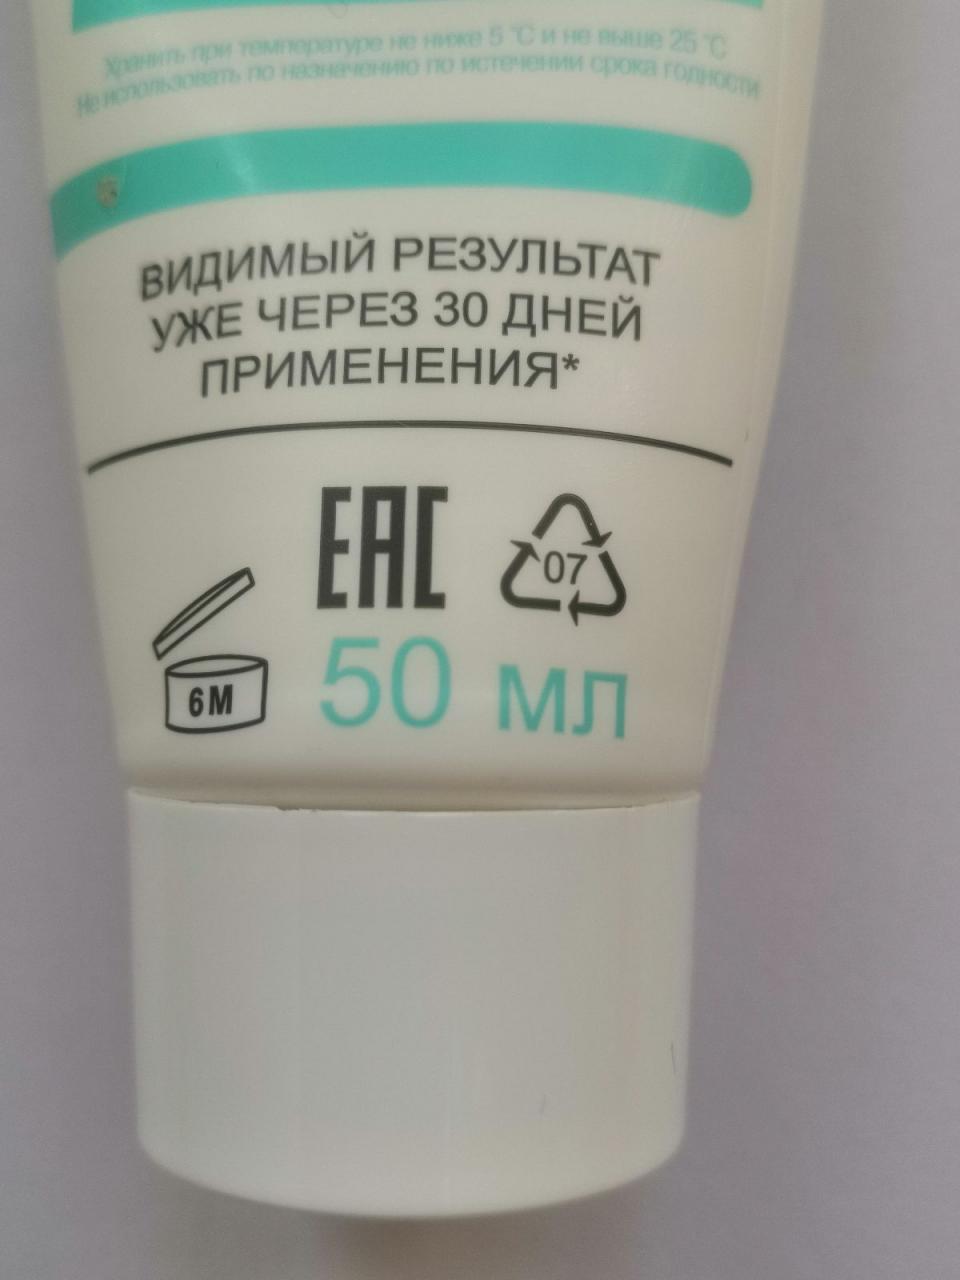 Хранить при температуре не ниже 5 °C и не выше 25 °C
Не использовать по назначению по истечении срока годности
ВИДИМЫЙ РЕЗУЛЬТАТ
УЖЕ ЧЕРЕЗ 30 ДНЕЙ
ПРИМЕНЕНИЯ*
EAC
07
6M
50 мл